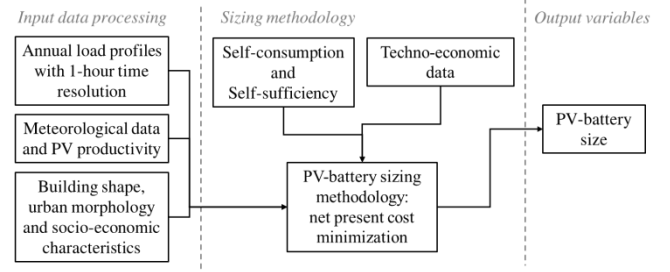 Input data processing
Sizing methodology
Output variables
Annual load profiles
with 1-hour time
resolution
Meteorological data
and PV productivity
Building shape,
urban morphology
and socio-economic
characteristics
Self-consumption
and
Self-sufficiency
Techno-economic
data
PV-battery sizing
methodology:
net present cost
minimization
PV-battery
size